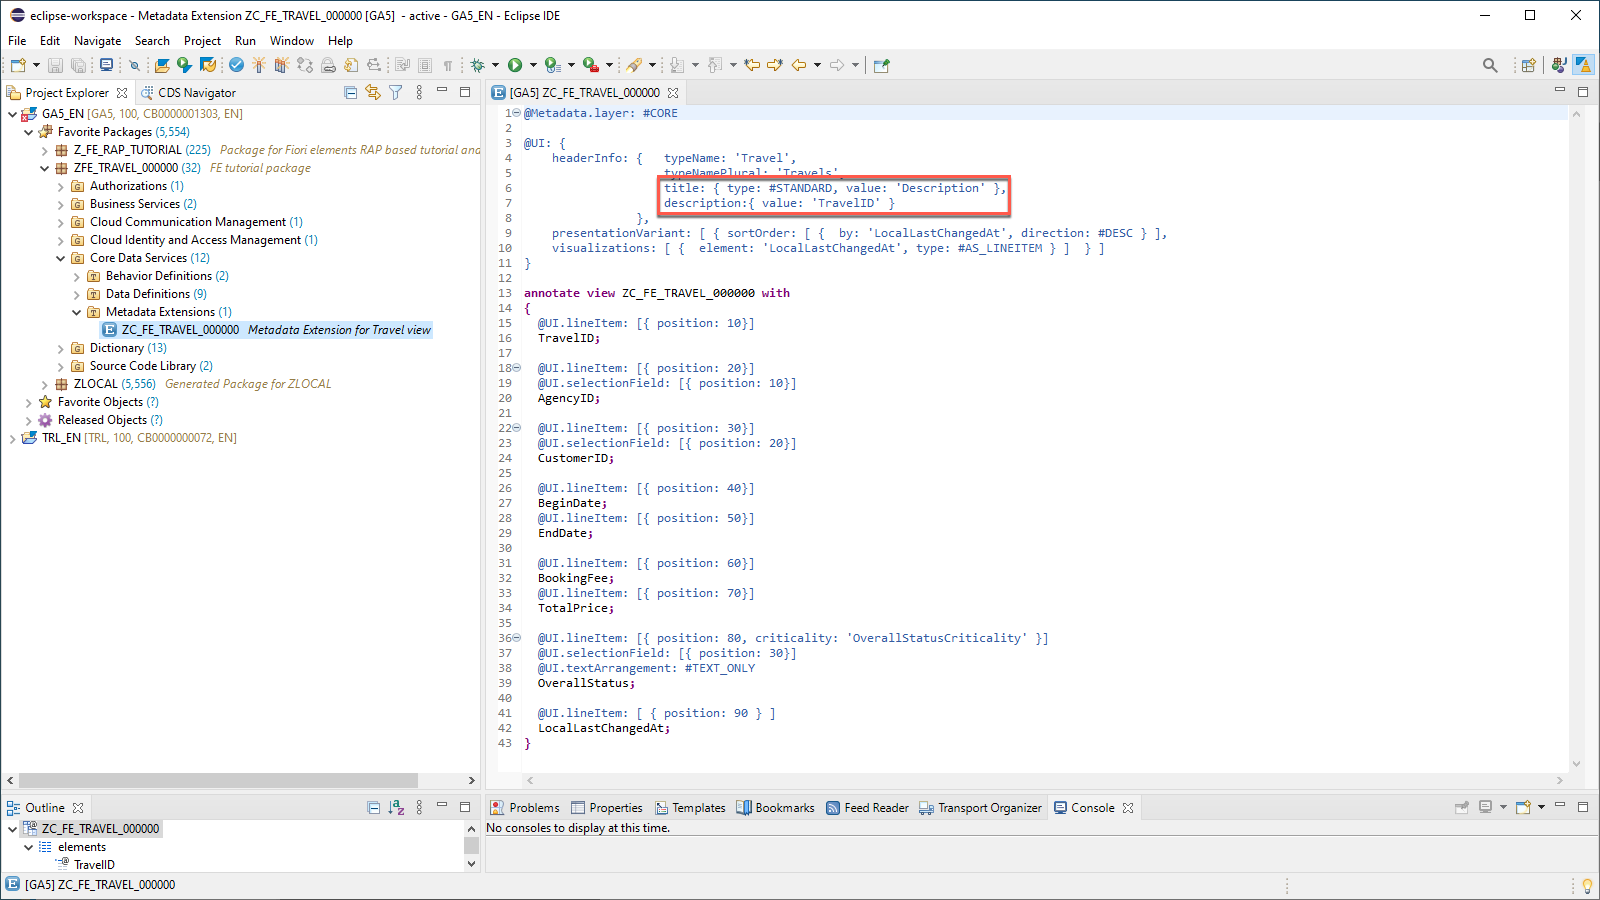 eclipse-workspace - Metadata Extension ZC_FE_TRAVEL_000000 [GA5]  - active - GA5_EN - Eclipse IDE
File Edit Navigate Search Project Run Window Help
Project Explorer
CDS Navigator
GA5_EN [GA5, 100, CB0000001303, EN]
Favorite Packages (5,554)
Z_FE_RAP_TUTORIAL (225) Package for Fiori elements RAP based tutorial and
ZFE_TRAVEL_000000 (32) FE tutorial package
Authorizations (1)
Business Services (2)
Cloud Communication Management (1)
Cloud Identity and Access Management (1)
Core Data Services (12)
Behavior Definitions (2)
Data Definitions (9)
Metadata Extensions (1)
ZC_FE_TRAVEL_000000 Metadata Extension for Travel view
Dictionary (13)
Source Code Library (2)
ZLOCAL (5,556) Generated Package for ZLOCAL
Favorite Objects (?)
Released Objects (?)
TRL_EN [TRL, 100, CB0000000072, EN]
[GA5] ZC_FE_TRAVEL_000000
1 @Metadata.layer: #CORE
2
3 @UI: {
4 headerInfo: { typeName: 'Travel',
5 typeNamePlural: 'Travels',
6 title: { type: #STANDARD, value: 'Description' },
7 description:{ value: 'TravelID' }
8 },
9 presentationVariant: [ { sortOrder: [ {  by: 'LocalLastChangedAt', direction: #DESC } ],
10 visualizations: [ {  element: 'LocalLastChangedAt', type: #AS_LINEITEM } ]  } ]
11 }
12
13 annotate view ZC_FE_TRAVEL_000000 with
14 {
15 @UI.lineItem: [{ position: 10}]
16 TravelID;
17
18 @UI.lineItem: [{ position: 20}]
19 @UI.selectionField: [{ position: 10}]
20 AgencyID;
21
22 @UI.lineItem: [{ position: 30}]
23 @UI.selectionField: [{ position: 20}]
24 CustomerID;
25
26 @UI.lineItem: [{ position: 40}]
27 BeginDate;
28 @UI.lineItem: [{ position: 50}]
29 EndDate;
30
31 @UI.lineItem: [{ position: 60}]
32 BookingFee;
33 @UI.lineItem: [{ position: 70}]
34 TotalPrice;
35
36 @UI.lineItem: [{ position: 80, criticality: 'OverallStatusCriticality' }]
37 @UI.selectionField: [{ position: 30}]
38 @UI.textArrangement: #TEXT_ONLY
39 OverallStatus;
40
41 @UI.lineItem: [ { position: 90 } ]
42 LocalLastChangedAt;
43 }
Outline
ZC_FE_TRAVEL_000000
elements
TravelID
Problems Properties Templates Bookmarks Feed Reader Transport Organizer Console
No consoles to display at this time.
[GA5] ZC_FE_TRAVEL_000000